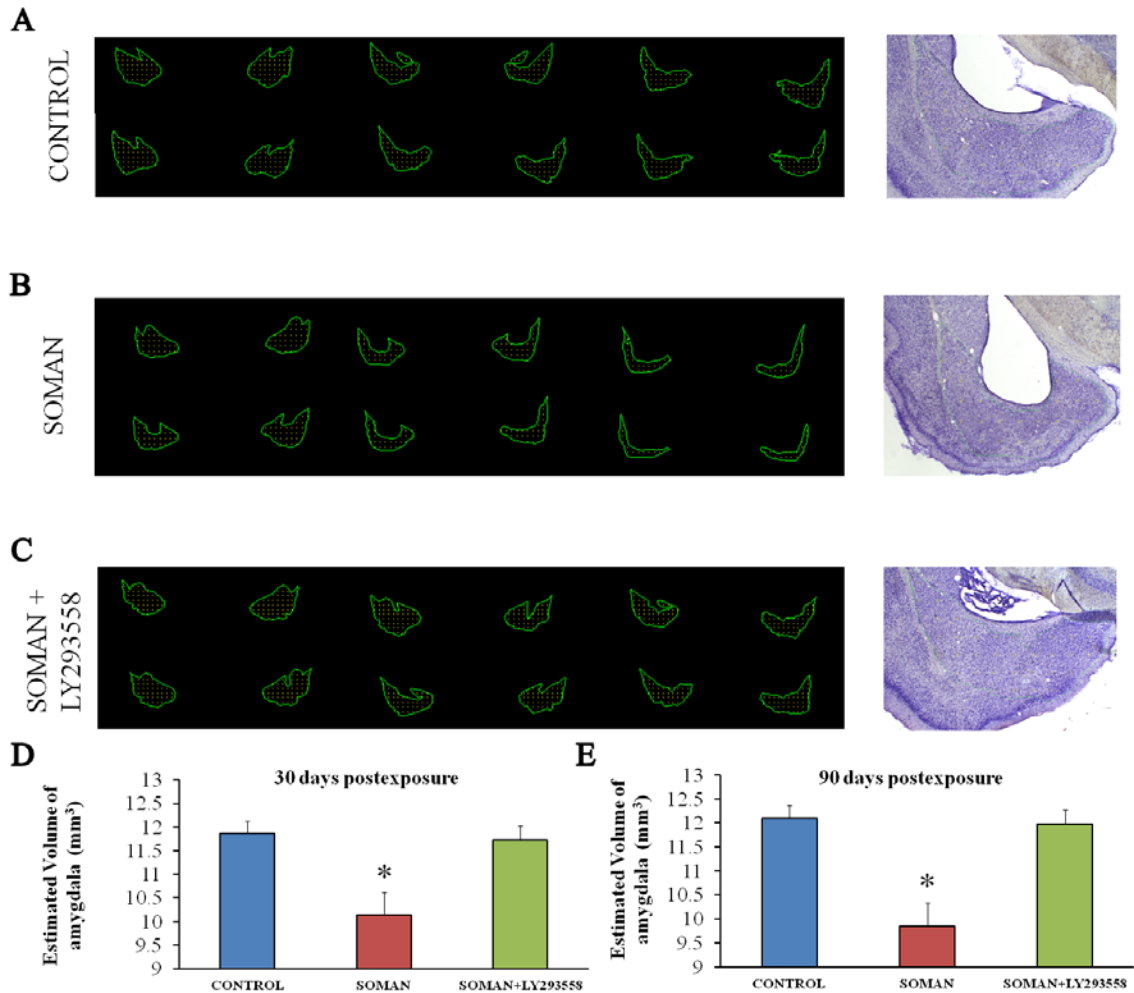 A
CONTROL
B
SOMAN
C
SOMAN +
LY293558
D
30 days postexposure
Estimated Volume of
amygdala (mm³)
13
12.5
12
11.5
11
10.5
10
9.5
9
*
CONTROL
SOMAN
SOMAN+LY293558
E
90 days postexposure
Estimated Volume of
amygdala (mm³)
13
12.5
12
11.5
11
10.5
10
9.5
9
*
CONTROL
SOMAN
SOMAN+LY293558